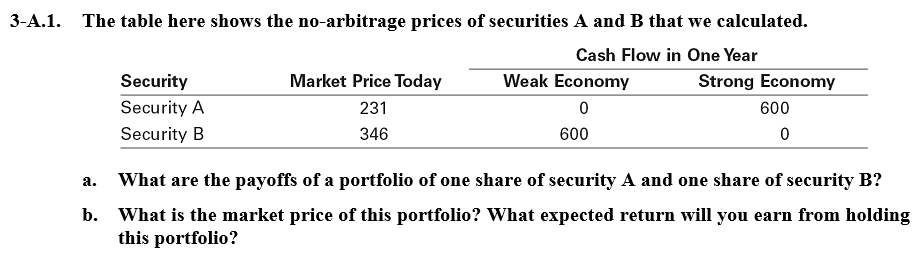 3-A.1. The table here shows the no-arbitrage prices of securities A and B that we calculated.
Cash Flow in One Year
Security Market Price Today Weak Economy Strong Economy
Security A 231 0 600
Security B 346 600 0
a. What are the payoffs of a portfolio of one share of security A and one share of security B?
b. What is the market price of this portfolio? What expected return will you earn from holding
this portfolio?